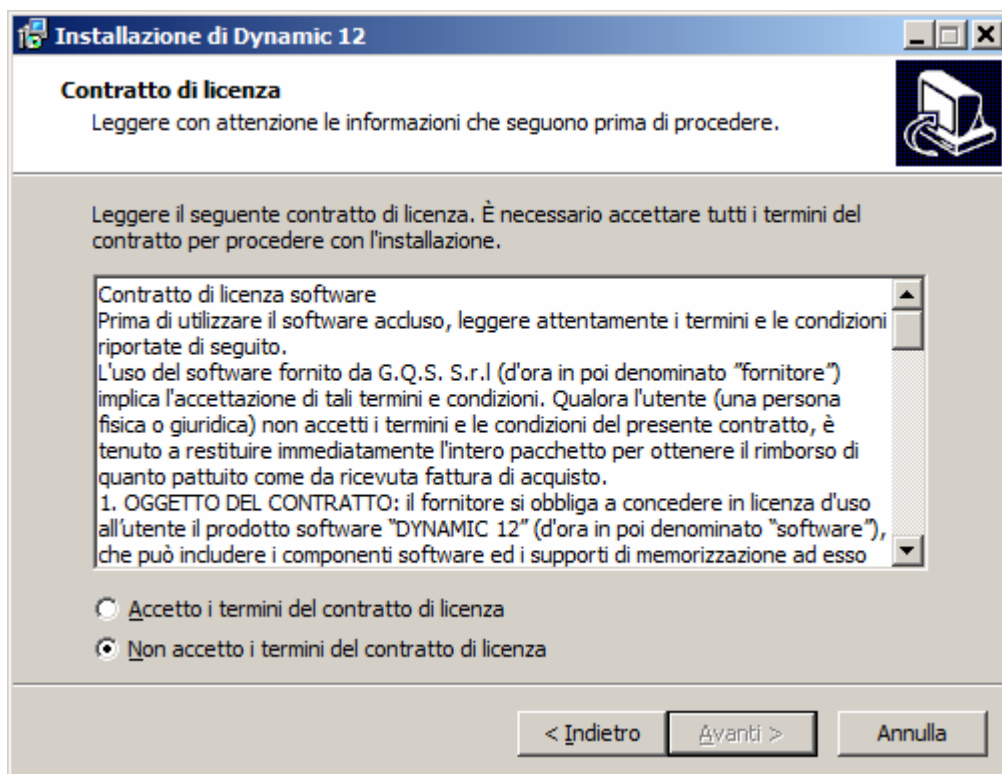 Installazione di Dynamic 12
Contratto di licenza
Leggere con attenzione le informazioni che seguono prima di procedere.
Leggere il seguente contratto di licenza. È necessario accettare tutti i termini del
contratto per procedere con l'installazione.
Contratto di licenza software
Prima di utilizzare il software accluso, leggere attentamente i termini e le condizioni
riportate di seguito.
L'uso del software fornito da G.Q.S. S.r.l (d'ora in poi denominato "fornitore")
implica l'accettazione di tali termini e condizioni. Qualora l'utente (una persona
fisica o giuridica) non accetti i termini e le condizioni del presente contratto, è
tenuto a restituire immediatamente l'intero pacchetto per ottenere il rimborso di
quanto pattuito come da ricevuta fattura di acquisto.
1. OGGETTO DEL CONTRATTO: il fornitore si obbliga a concedere in licenza d'uso
all'utente il prodotto software "DYNAMIC 12" (d'ora in poi denominato "software"),
che può includere i componenti software ed i supporti di memorizzazione ad esso
Accetto i termini del contratto di licenza
Non accetto i termini del contratto di licenza
< Indietro
Avanti >
Annulla